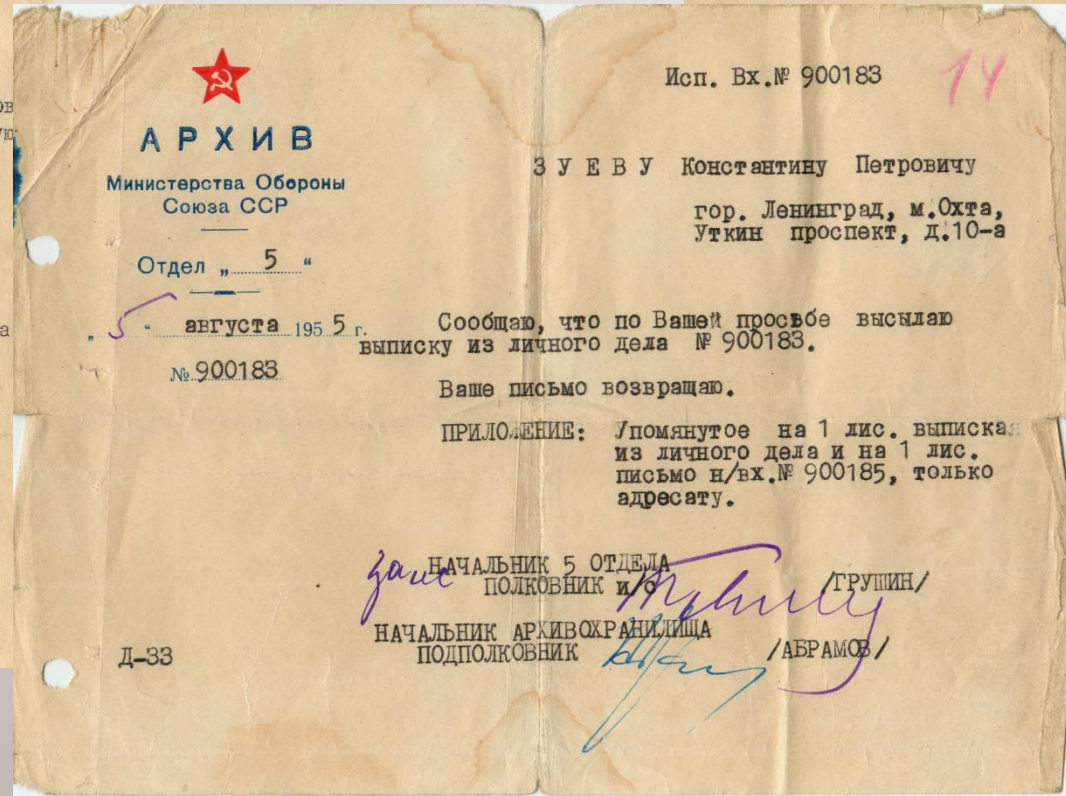 Исп. Вх.№ 900183
14
АРХИВ
Министерства Обороны
Союза ССР
Отдел „ 5 “
„ 5 “ августа 1955 г.
№ 900183
ЗУЕВУ Константину Петровичу
гор. Ленинград, м.Охта,
Уткин проспект, д.10-а
Сообщаю, что по Вашей просьбе высылаю
выписку из личного дела № 900183.
Ваше письмо возвращаю.
ПРИЛОЖЕНИЕ: Упомянутое на 1 лис. выписка
из личного дела и на 1 лис.
письмо н/вх.№ 900185, только
адресату.
зам НАЧАЛЬНИК 5 ОТДЕЛА
ПОЛКОВНИК и/с /ГРУШИН/
НАЧАЛЬНИК АРХИВОХРАНИЛИЩА
ПОДПОЛКОВНИК /АБРАМОВ/
Д-33